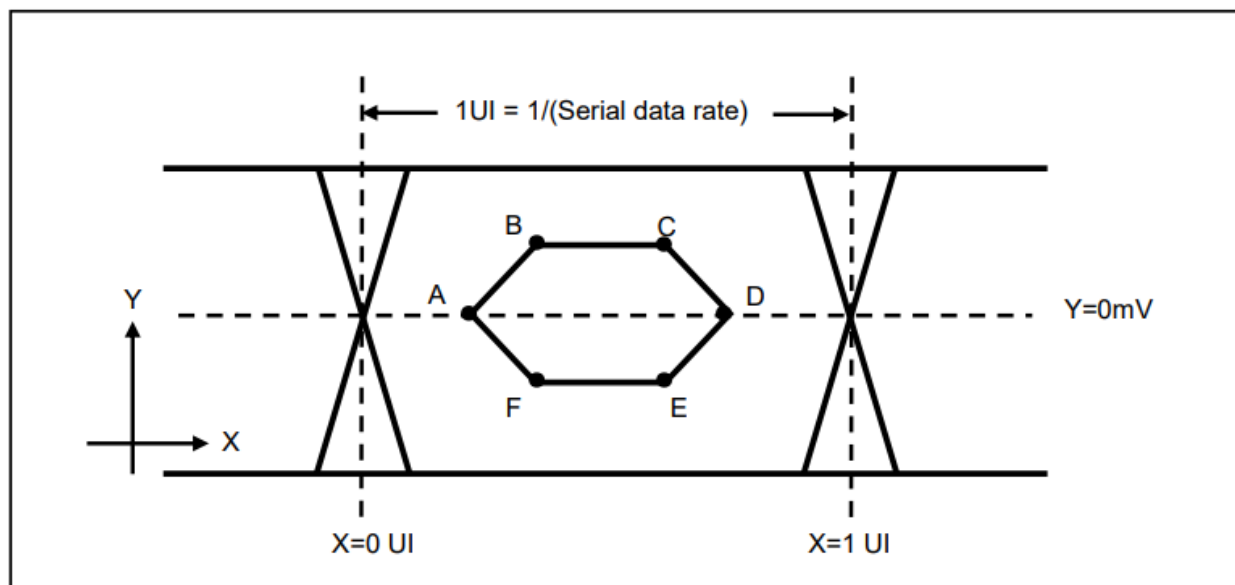 1UI = 1/(Serial data rate)
B
C
A
D
Y
Y=0mV
F
E
X
X=0 UI
X=1 UI